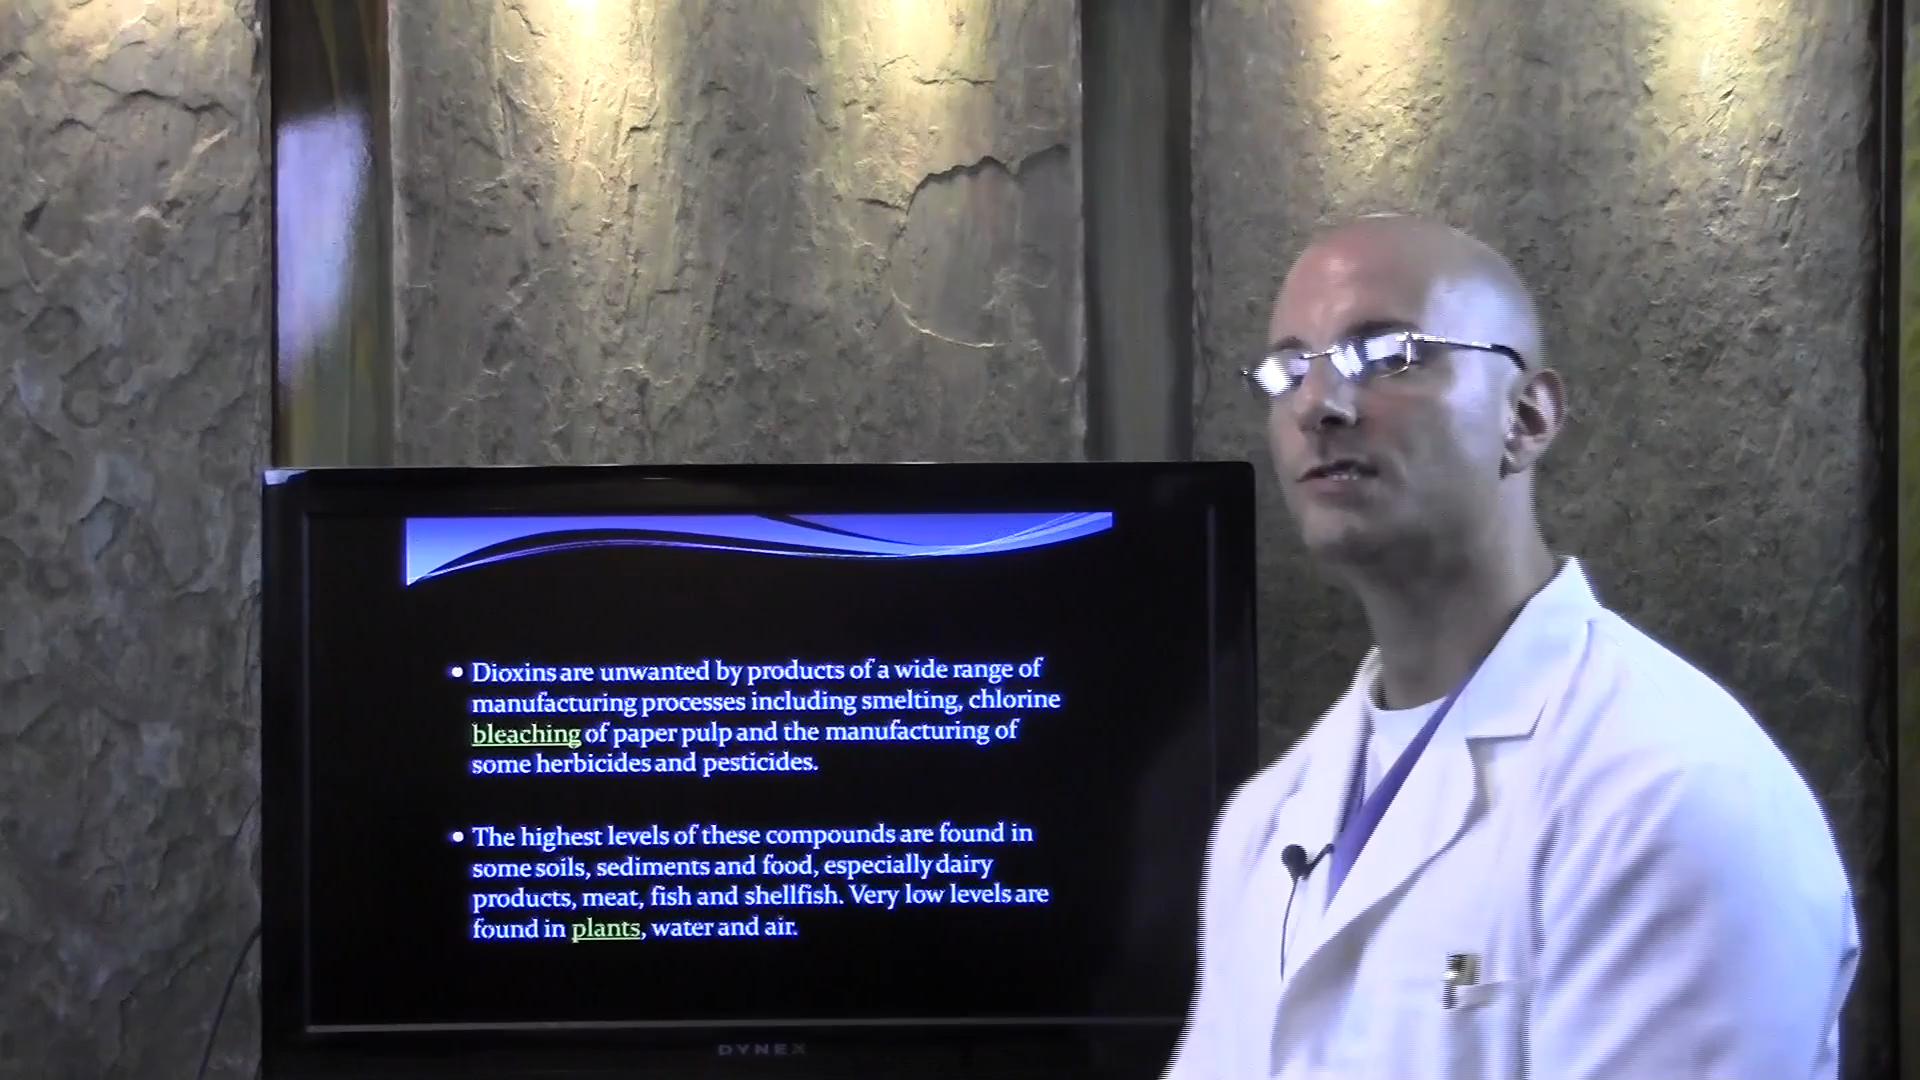 • Dioxins are unwanted by products of a wide range of
manufacturing processes including smelting, chlorine
bleaching of paper pulp and the manufacturing of
some herbicides and pesticides.
• The highest levels of these compounds are found in
some soils, sediments and food, especially dairy
products, meat, fish and shellfish. Very low levels are
found in plants, water and air.
DYNEX